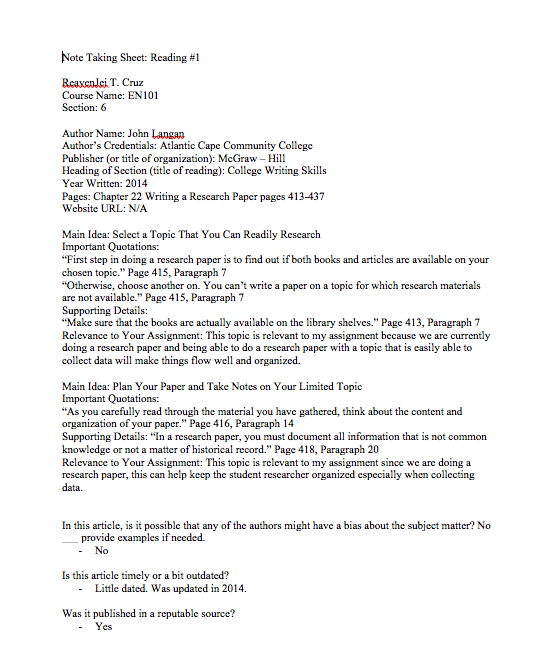 Note Taking Sheet: Reading #1
ReavenJei T. Cruz
Course Name: EN101
Section: 6
Author Name: John Langan
Author's Credentials: Atlantic Cape Community College
Publisher (or title of organization): McGraw – Hill
Heading of Section (title of reading): College Writing Skills
Year Written: 2014
Pages: Chapter 22 Writing a Research Paper pages 413-437
Website URL: N/A
Main Idea: Select a Topic That You Can Readily Research
Important Quotations:
“First step in doing a research paper is to find out if both books and articles are available on your
chosen topic.” Page 415, Paragraph 7
“Otherwise, choose another on. You can’t write a paper on a topic for which research materials
are not available.” Page 415, Paragraph 7
Supporting Details:
“Make sure that the books are actually available on the library shelves.” Page 413, Paragraph 7
Relevance to Your Assignment: This topic is relevant to my assignment because we are currently
doing a research paper and being able to do a research paper with a topic that is easily able to
collect data will make things flow well and organized.
Main Idea: Plan Your Paper and Take Notes on Your Limited Topic
Important Quotations:
“As you carefully read through the material you have gathered, think about the content and
organization of your paper.” Page 416, Paragraph 14
Supporting Details: “In a research paper, you must document all information that is not common
knowledge or not a matter of historical record.” Page 418, Paragraph 20
Relevance to Your Assignment: This topic is relevant to my assignment since we are doing a
research paper, this can help keep the student researcher organized especially when collecting
data.
In this article, is it possible that any of the authors might have a bias about the subject matter? No
___ provide examples if needed.
- No
Is this article timely or a bit outdated?
- Little dated. Was updated in 2014.
Was it published in a reputable source?
- Yes